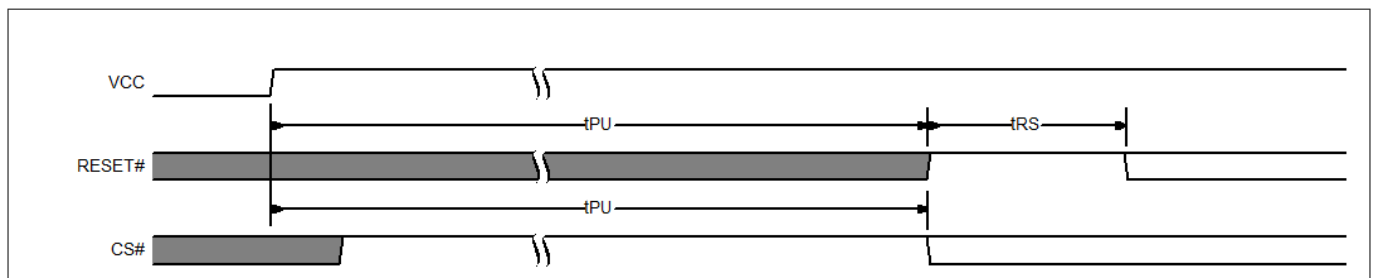 VCC
tPU
tRS
RESET#
tPU
CS#